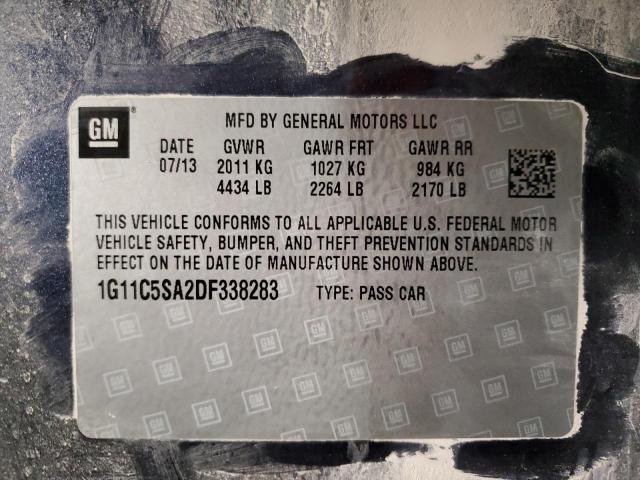 GM
MFD BY GENERAL MOTORS LLC
DATE GVWR GAWR FRT GAWR RR
07/13 2011 KG 1027 KG 984 KG
4434 LB 2264 LB 2170 LB
THIS VEHICLE CONFORMS TO ALL APPLICABLE U.S. FEDERAL MOTOR
VEHICLE SAFETY, BUMPER, AND THEFT PREVENTION STANDARDS IN
EFFECT ON THE DATE OF MANUFACTURE SHOWN ABOVE.
1G11C5SA2DF338283 TYPE: PASS CAR